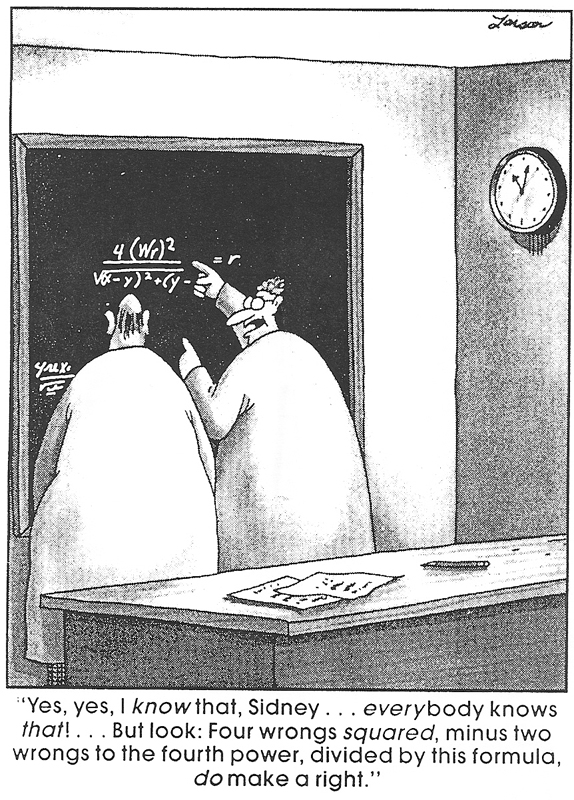 Larson
4 (Wr)²
= r
√(x-y)²+(y-
"Yes, yes, I know that, Sidney . . . everybody knows
that! . . . But look: Four wrongs squared, minus two
wrongs to the fourth power, divided by this formula,
do make a right."